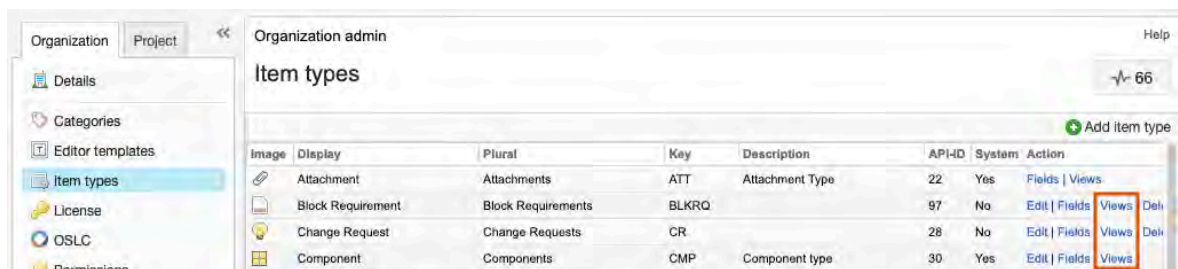 Organization Project «
Organization admin Help
Details
Item types 66
Categories
Add item type
Editor templates
Image Display Plural Key Description API-ID System Action
Item types
Attachment Attachments ATT Attachment Type 22 Yes Fields | Views
License
Block Requirement Block Requirements BLKRQ 97 No Edit | Fields Views Del
OSLC
Change Request Change Requests CR 28 No Edit | Fields Views Del
Permissions
Component Components CMP Component type 30 Yes Edit | Fields Views